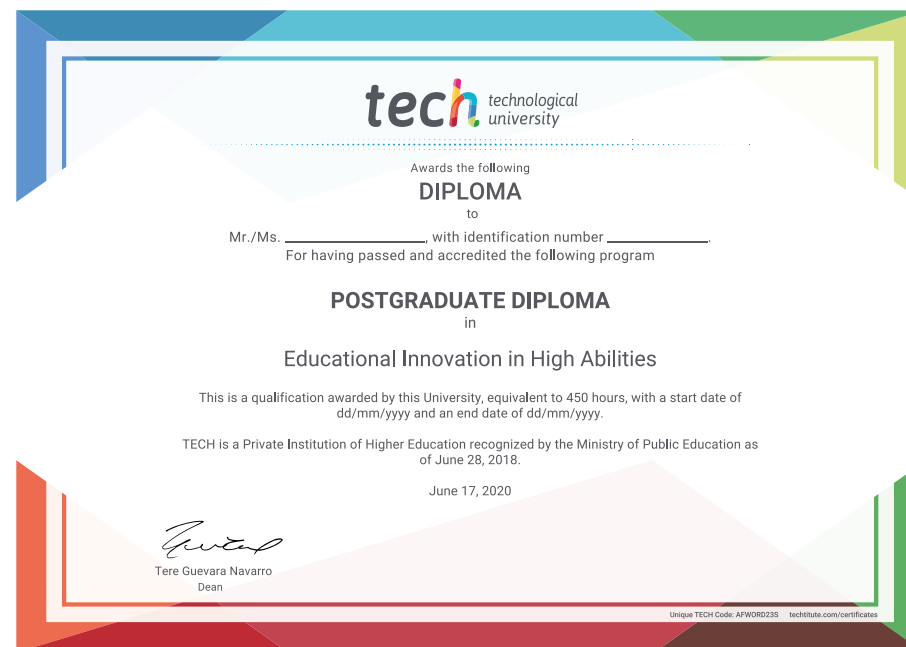 tech technological
university
Awards the following
DIPLOMA
to
Mr./Ms. ____________________, with identification number ______________.
For having passed and accredited the following program
POSTGRADUATE DIPLOMA
in
Educational Innovation in High Abilities
This is a qualification awarded by this University, equivalent to 450 hours, with a start date of
dd/mm/yyyy and an end date of dd/mm/yyyy.
TECH is a Private Institution of Higher Education recognized by the Ministry of Public Education as
of June 28, 2018.
June 17, 2020
Tere Guevara Navarro
Dean
Unique TECH Code: AFWORD23S techtitute.com/certificates